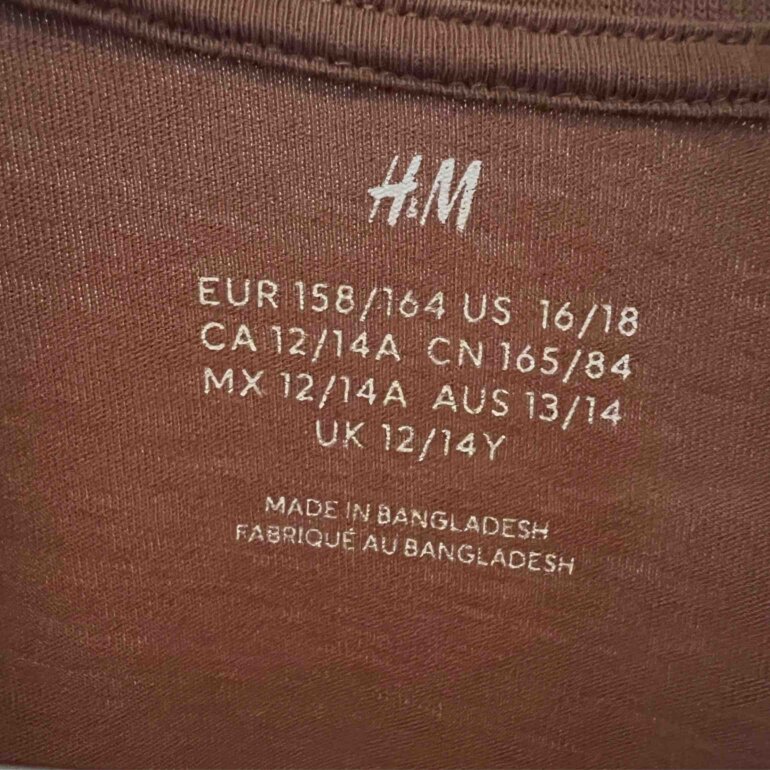 H&M
EUR 158/164 US 16/18
CA 12/14A CN 165/84
MX 12/14A AUS 13/14
UK 12/14Y
MADE IN BANGLADESH
FABRIQUÉ AU BANGLADESH